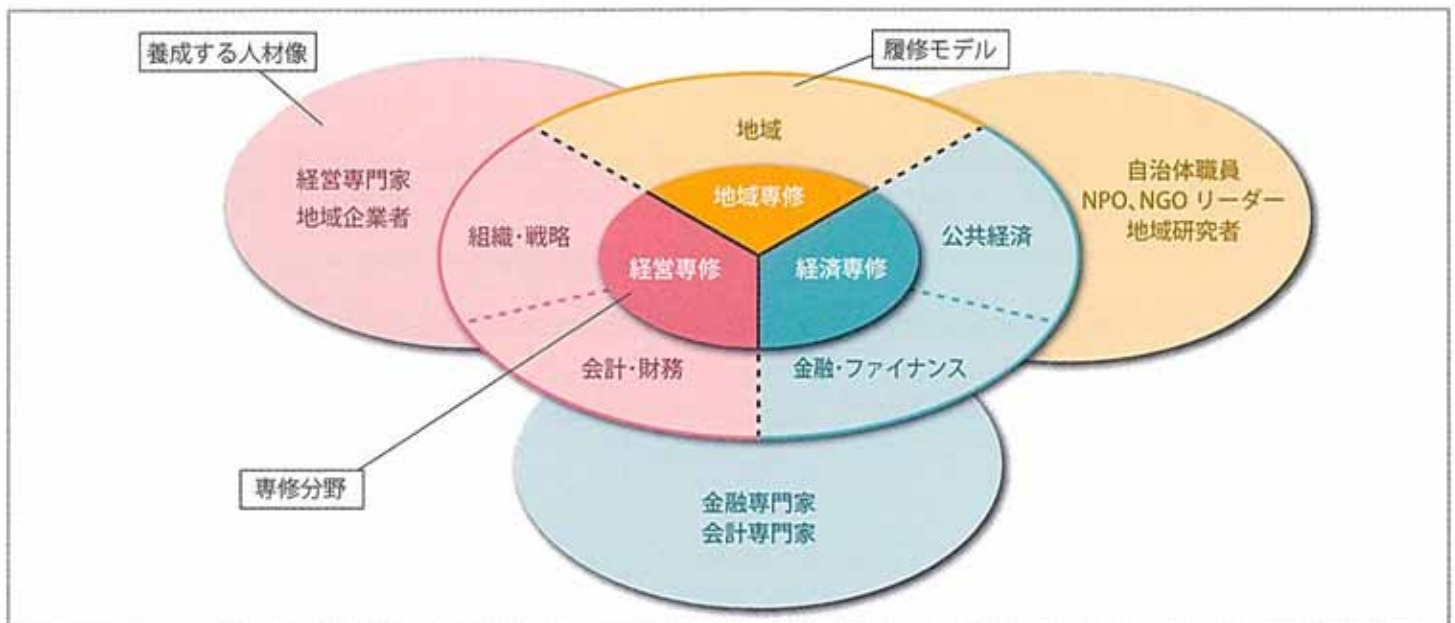 養成する人材像
履修モデル
地域
経営専門家
地域企業者
自治体職員
NPO、NGO リーダー
地域研究者
地域専修
組織・戦略
公共経済
経営専修
経済専修
会計・財務
金融・ファイナンス
専修分野
金融専門家
会計専門家